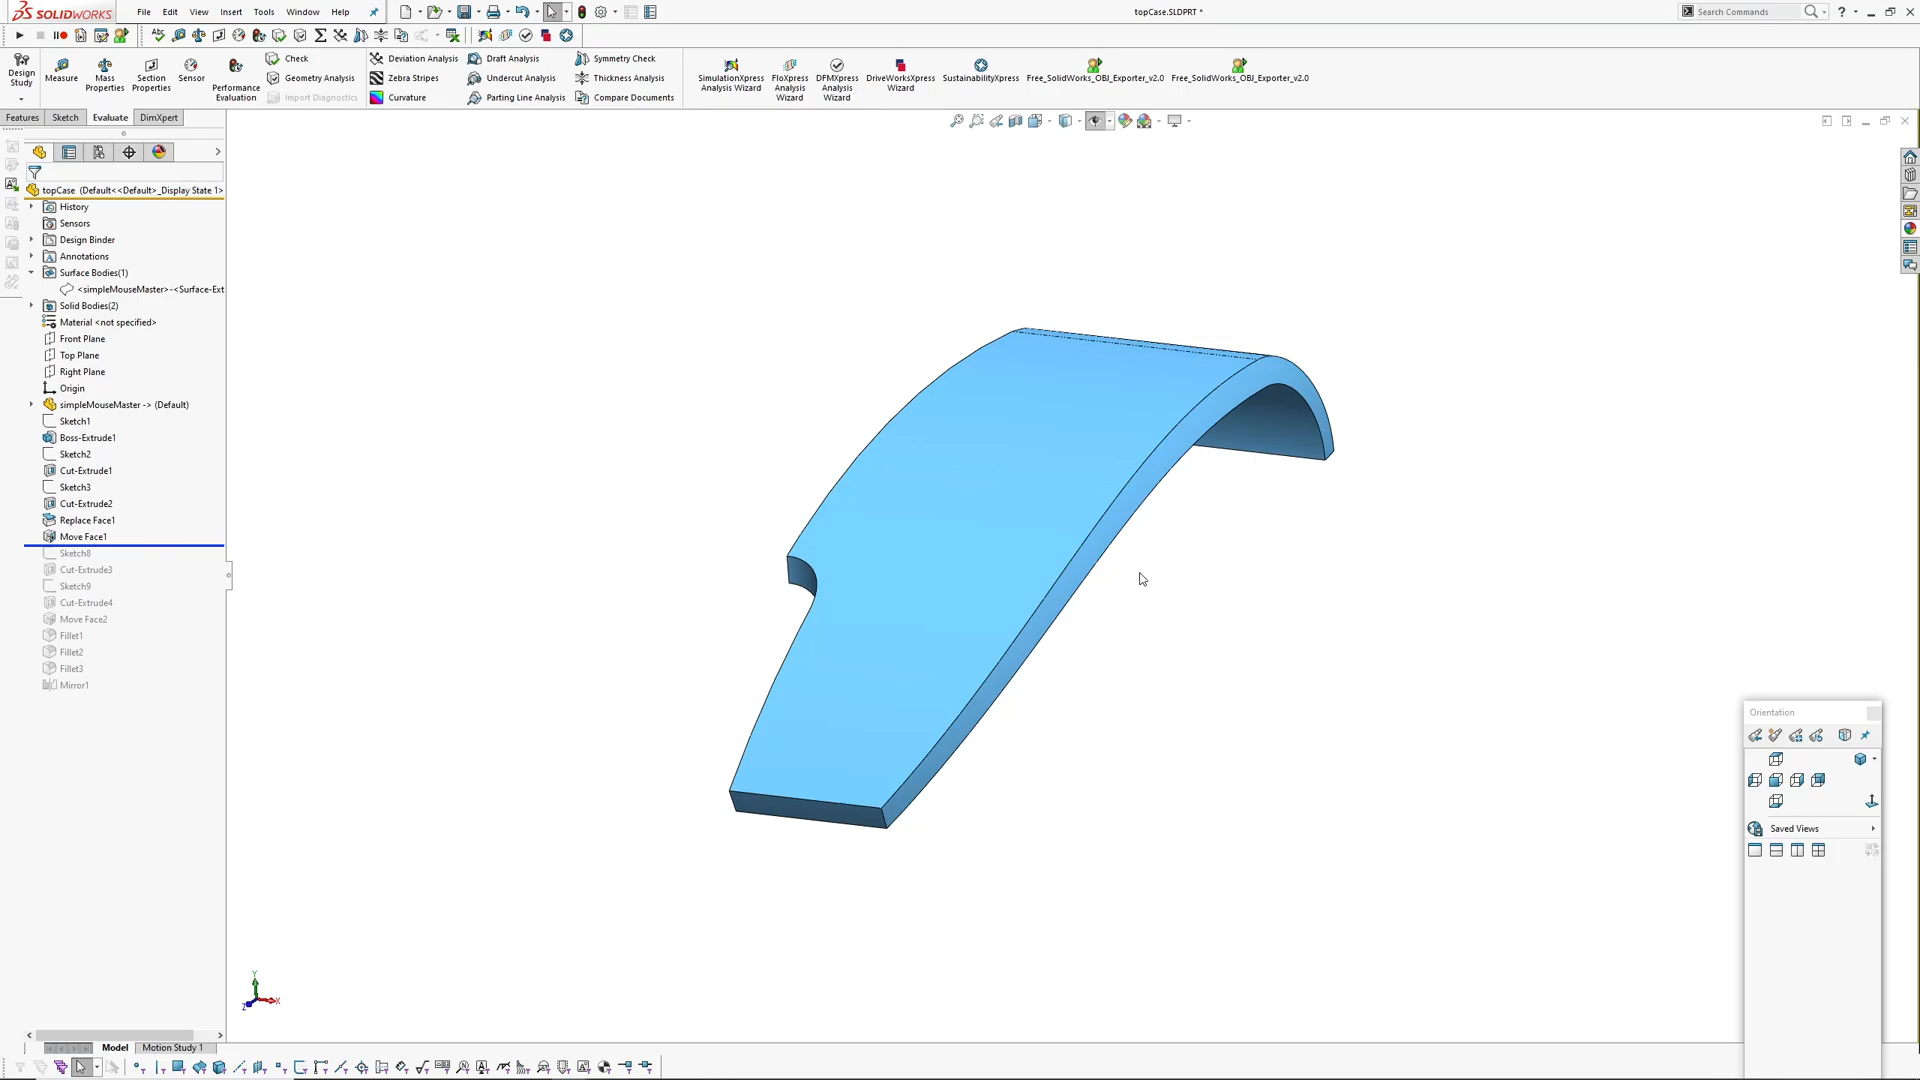 SOLIDWORKS File Edit View Insert Tools Window Help topCase.SLDPRT * Search Commands
Design Study
Measure
Mass Properties
Section Properties
Sensor
Performance Evaluation
Check
Geometry Analysis
Import Diagnostics
Deviation Analysis
Zebra Stripes
Curvature
Draft Analysis
Undercut Analysis
Parting Line Analysis
Symmetry Check
Thickness Analysis
Compare Documents
SimulationXpress Analysis Wizard
FloXpress Analysis Wizard
DFMXpress Analysis Wizard
DriveWorksXpress Wizard
SustainabilityXpress
Free_SolidWorks_OBJ_Exporter_v2.0
Free_SolidWorks_OBJ_Exporter_v2.0
Features Sketch Evaluate DimXpert
topCase (Default<<Default>_Display State 1>
History
Sensors
Design Binder
Annotations
Surface Bodies(1)
<simpleMouseMaster>-<Surface-Ext
Solid Bodies(2)
Material <not specified>
Front Plane
Top Plane
Right Plane
Origin
simpleMouseMaster -> (Default)
Sketch1
Boss-Extrude1
Sketch2
Cut-Extrude1
Sketch3
Cut-Extrude2
Replace Face1
Move Face1
Sketch8
Cut-Extrude3
Sketch9
Cut-Extrude4
Move Face2
Fillet1
Fillet2
Fillet3
Mirror1
Orientation
Saved Views
Y
X
Z
Model Motion Study 1